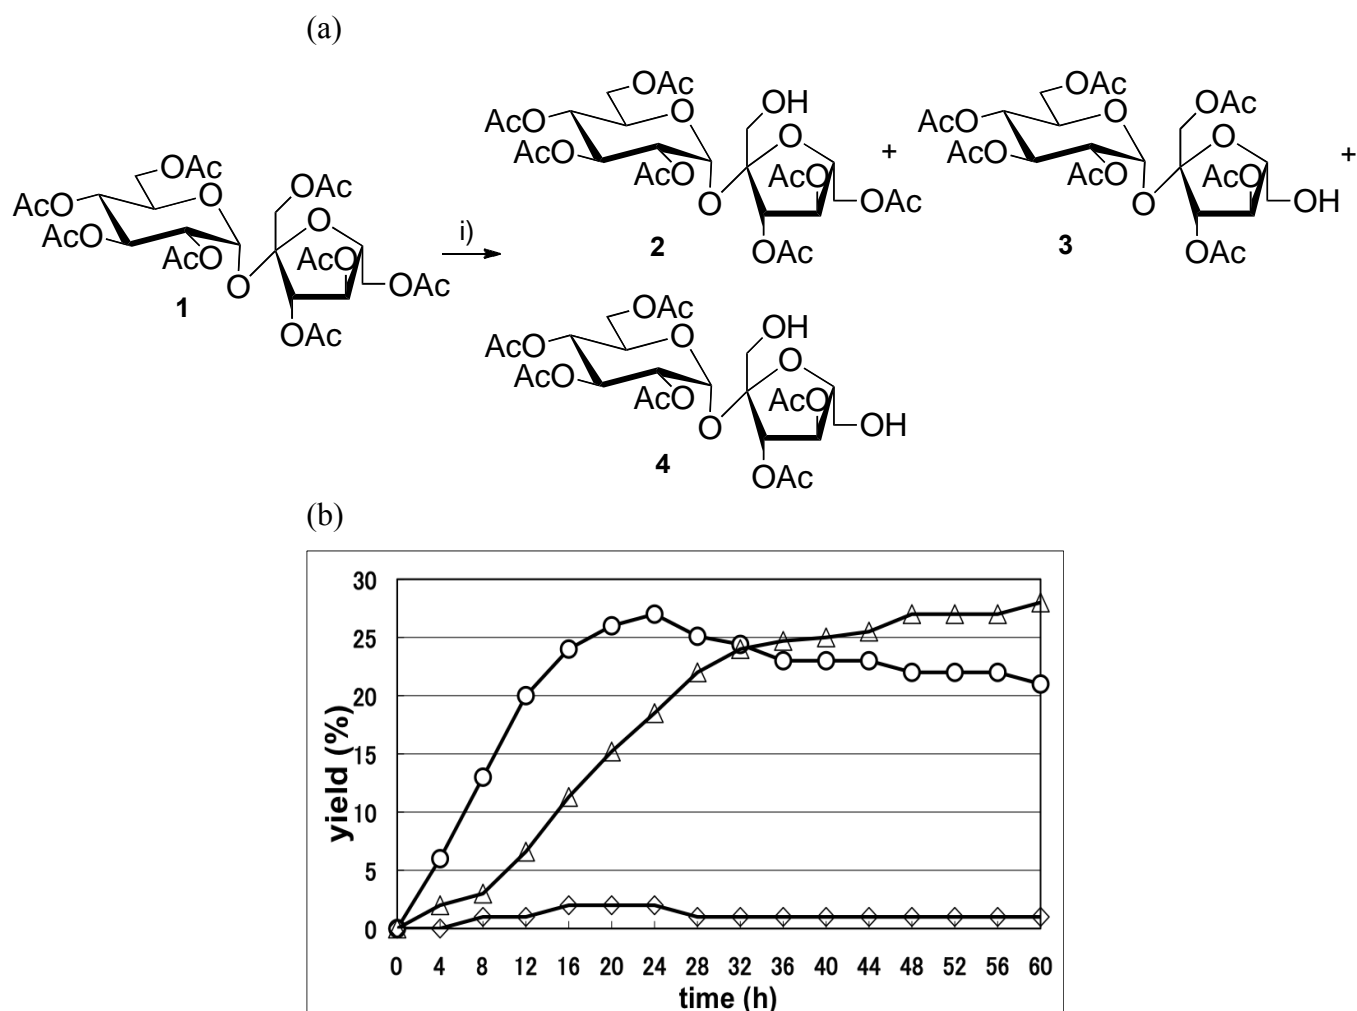 (a)
OAc
AcO
O
OH
AcO
AcO
O
AcO
OAc
O
OAc
2
+
OAc
AcO
O
OAc
AcO
AcO
O
AcO
OH
O
OAc
3
+
OAc
AcO
O
OAc
AcO
AcO
O
AcO
OAc
O
OAc
1
i)
OAc
AcO
O
OH
AcO
AcO
O
AcO
OH
O
OAc
4
(b)
30
25
20
15
10
5
0
yield (%)
0 4 8 12 16 20 24 28 32 36 40 44 48 52 56 60
time (h)